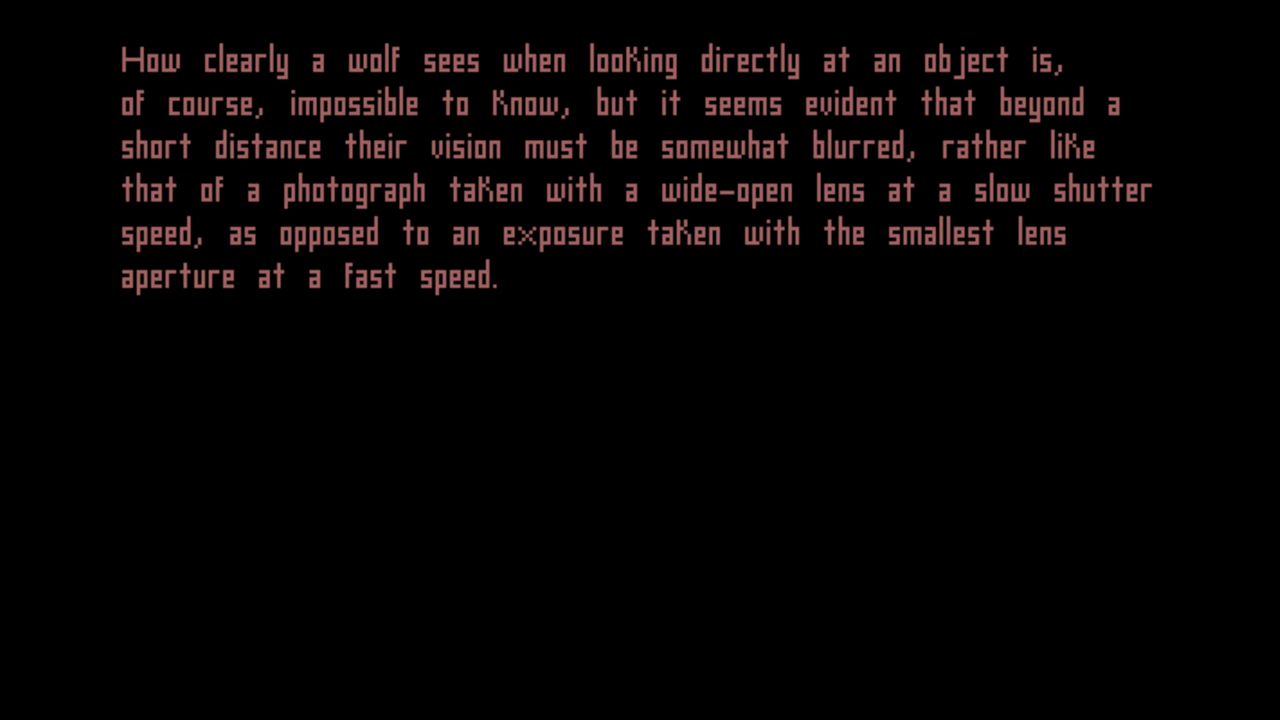 How clearly a wolf sees when looking directly at an object is,
of course, impossible to know, but it seems evident that beyond a
short distance their vision must be somewhat blurred, rather like
that of a photograph taken with a wide-open lens at a slow shutter
speed, as opposed to an exposure taken with the smallest lens
aperture at a fast speed.